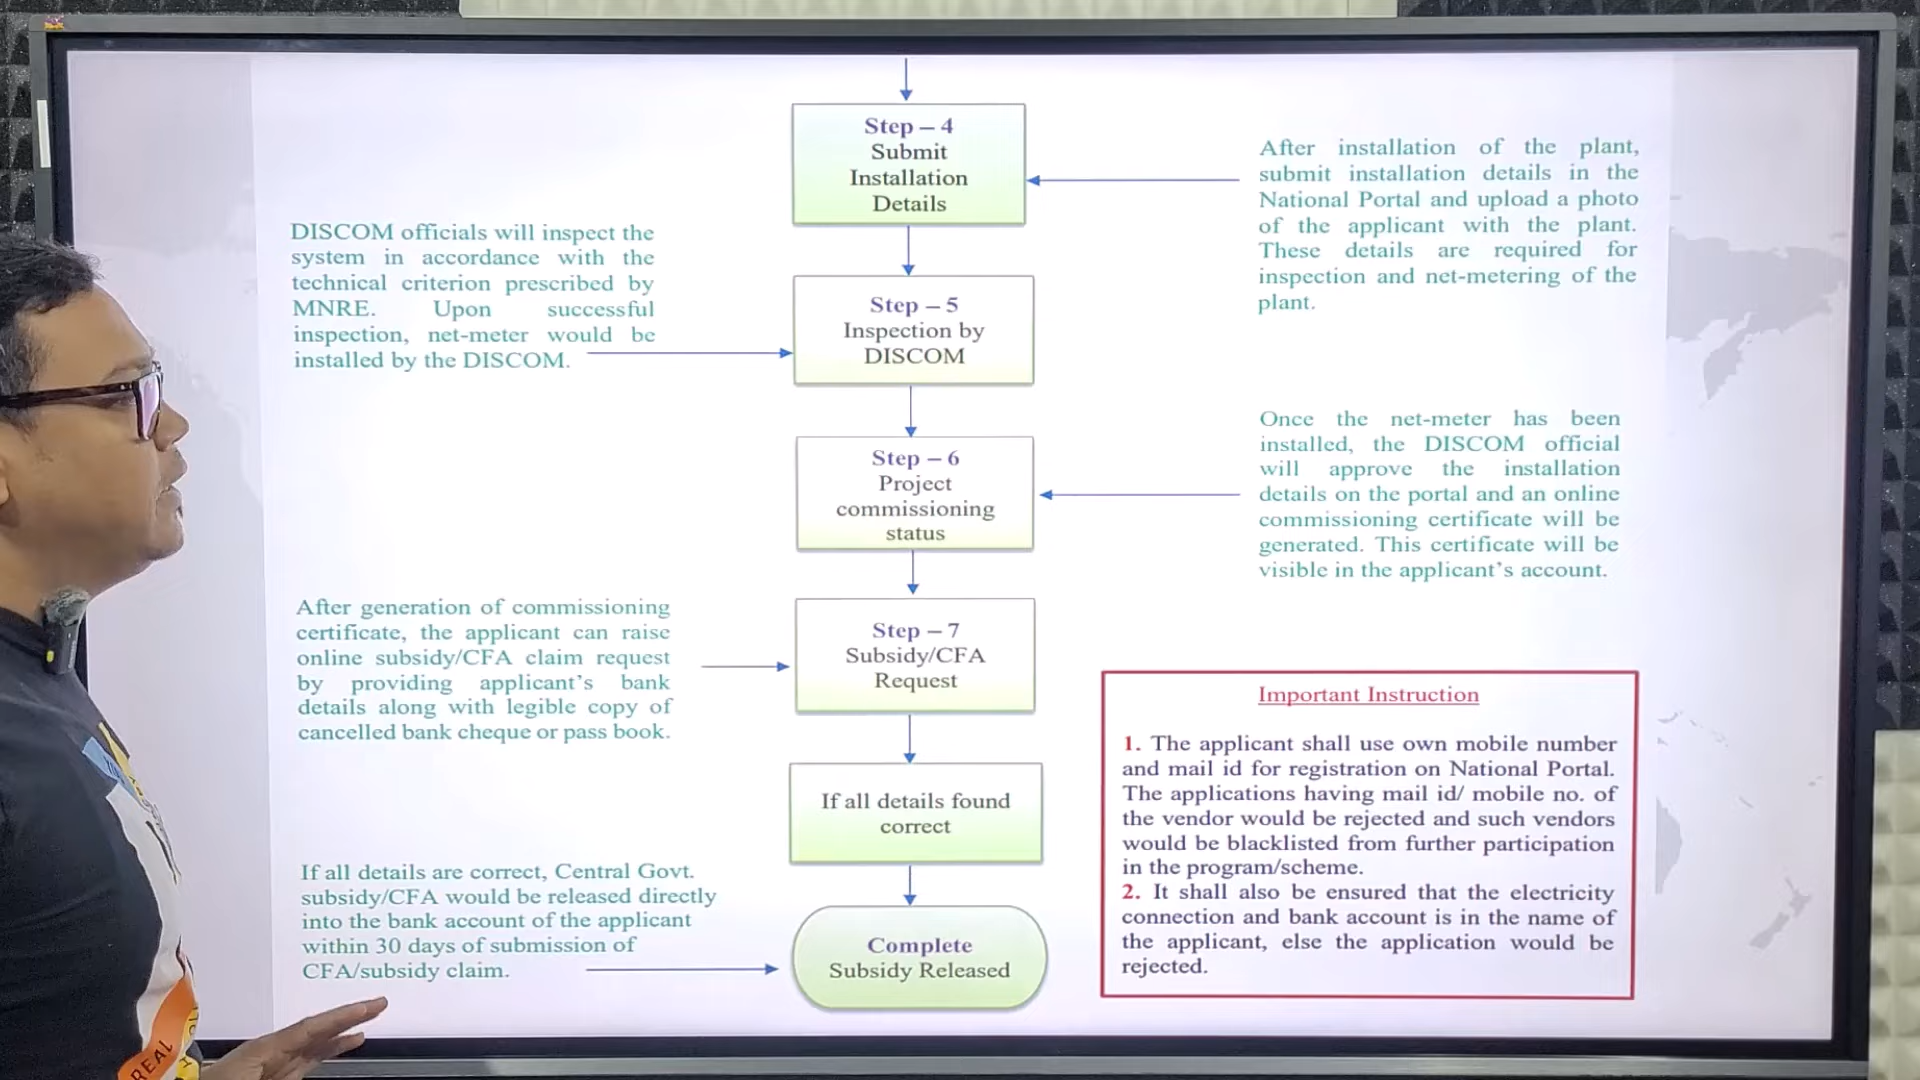 Step – 4
Submit
Installation
Details
After installation of the plant,
submit installation details in the
National Portal and upload a photo
of the applicant with the plant.
These details are required for
inspection and net-metering of the
plant.
DISCOM officials will inspect the
system in accordance with the
technical criterion prescribed by
MNRE. Upon successful
inspection, net-meter would be
installed by the DISCOM.
Step – 5
Inspection by
DISCOM
Step – 6
Project
commissioning
status
Once the net-meter has been
installed, the DISCOM official
will approve the installation
details on the portal and an online
commissioning certificate will be
generated. This certificate will be
visible in the applicant's account.
After generation of commissioning
certificate, the applicant can raise
online subsidy/CFA claim request
by providing applicant's bank
details along with legible copy of
cancelled bank cheque or pass book.
Step – 7
Subsidy/CFA
Request
If all details found
correct
If all details are correct, Central Govt.
subsidy/CFA would be released directly
into the bank account of the applicant
within 30 days of submission of
CFA/subsidy claim.
Complete
Subsidy Released
Important Instruction
1. The applicant shall use own mobile number
and mail id for registration on National Portal.
The applications having mail id/ mobile no. of
the vendor would be rejected and such vendors
would be blacklisted from further participation
in the program/scheme.
2. It shall also be ensured that the electricity
connection and bank account is in the name of
the applicant, else the application would be
rejected.
REAL